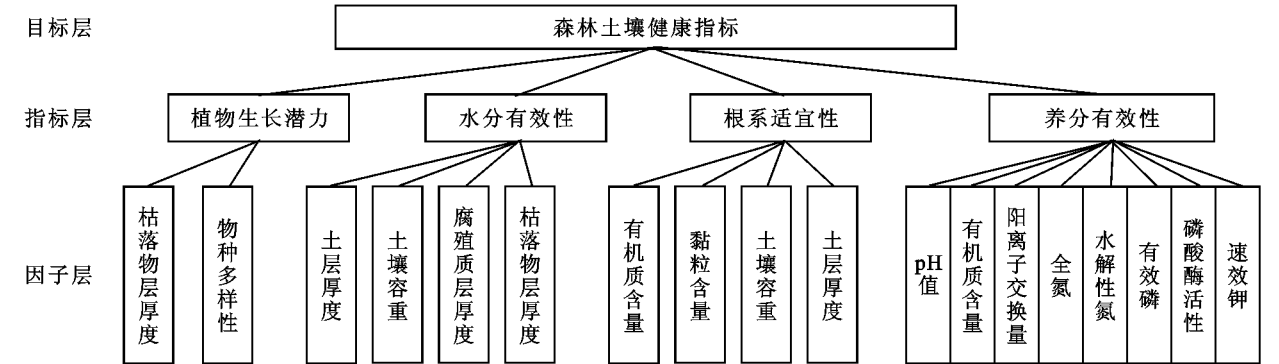 目标层
森林土壤健康指标
指标层
植物生长潜力
水分有效性
根系适宜性
养分有效性
因子层
枯落物层厚度
物种多样性
土层厚度
土壤容重
腐殖质层厚度
枯落物层厚度
有机质含量
黏粒含量
土壤容重
土层厚度
pH值
有机质含量
阳离子交换量
全氮
水解性氮
有效磷
磷酸酶活性
速效钾